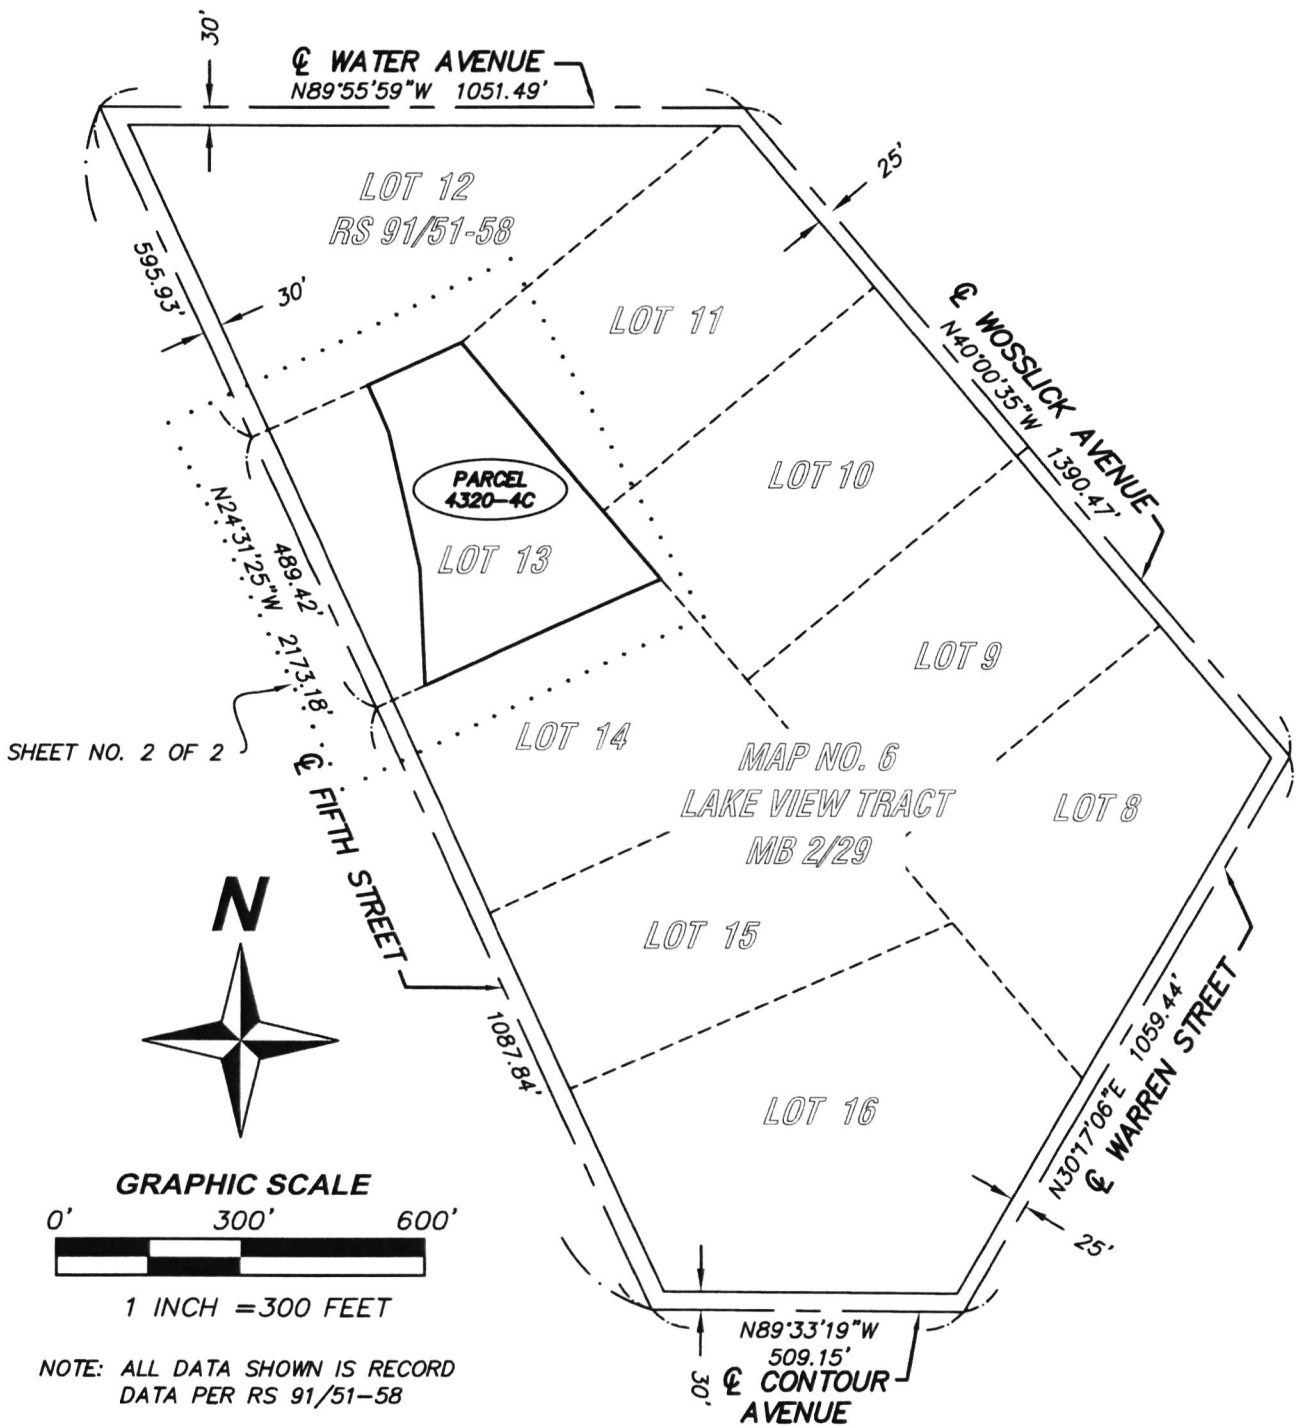 30'
℄ WATER AVENUE
N89°55'59"W 1051.49'
25'
LOT 12
RS 91/51-58
595.93'
30'
LOT 11
℄ WOSSLICK AVENUE
N40°00'35"W 1390.47'
PARCEL
4320-4C
LOT 10
LOT 13
N24°31'25"W 2173.18'
489.42'
LOT 9
SHEET NO. 2 OF 2
LOT 14
MAP NO. 6
LAKE VIEW TRACT
MB 2/29
LOT 8
℄ FIFTH STREET
N
LOT 15
1087.84'
N30°17'06"E 1059.44'
℄ WARREN STREET
LOT 16
25'
GRAPHIC SCALE
0' 300' 600'
1 INCH =300 FEET
NOTE: ALL DATA SHOWN IS RECORD
DATA PER RS 91/51-58
N89°33'19"W
509.15'
30'
℄ CONTOUR
AVENUE